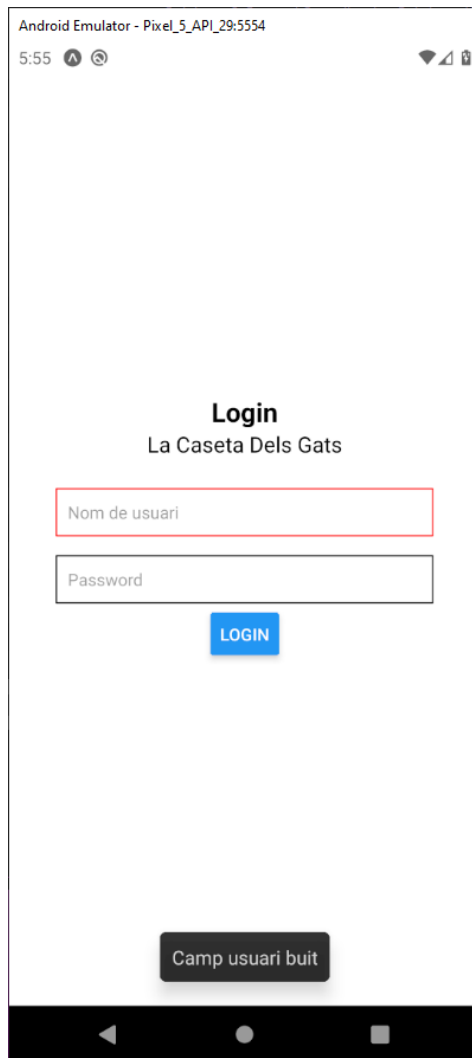 Android Emulator - Pixel_5_API_29:5554
5:55
Login
La Caseta Dels Gats
Nom de usuari
Password
LOGIN
Camp usuari buit